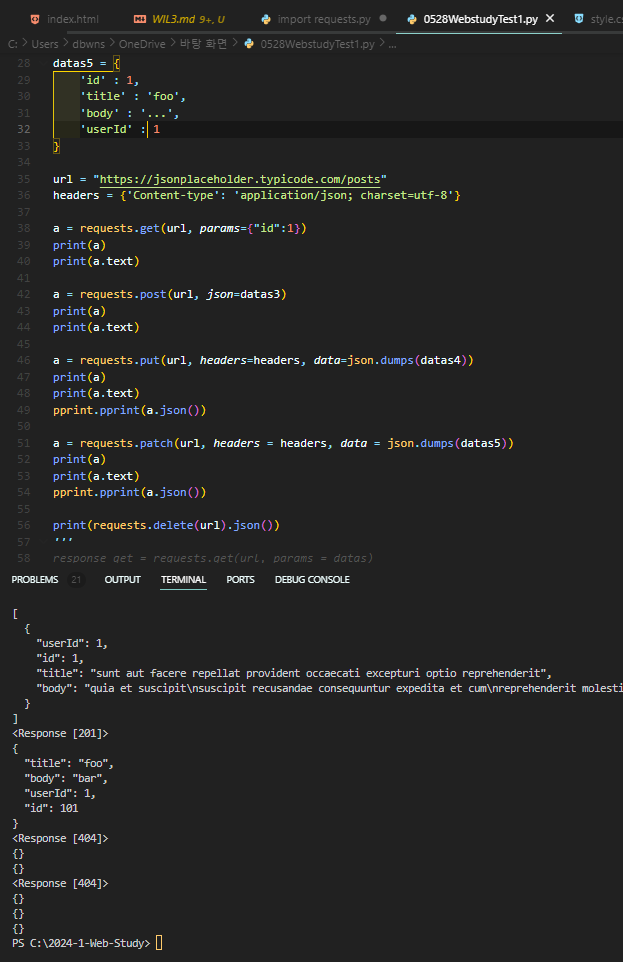 index.html
WIL3.md 9+, U
import requests.py
0528WebstudyTest1.py
style.cs
C: > Users > dbwns > OneDrive > 바탕 화면 > 0528WebstudyTest1.py > ...
28 datas5 = {
29 'id' : 1,
30 'title' : 'foo',
31 'body' : '...',
32 'userId' : 1
33 }
34
35 url = "https://jsonplaceholder.typicode.com/posts"
36 headers = {'Content-type': 'application/json; charset=utf-8'}
37
38 a = requests.get(url, params={"id":1})
39 print(a)
40 print(a.text)
41
42 a = requests.post(url, json=datas3)
43 print(a)
44 print(a.text)
45
46 a = requests.put(url, headers=headers, data=json.dumps(datas4))
47 print(a)
48 print(a.text)
49 pprint.pprint(a.json())
50
51 a = requests.patch(url, headers = headers, data = json.dumps(datas5))
52 print(a)
53 print(a.text)
54 pprint.pprint(a.json())
55
56 print(requests.delete(url).json())
57 '''
58 response_get = requests.get(url, params = datas)
PROBLEMS 21 OUTPUT TERMINAL PORTS DEBUG CONSOLE
[
{
"userId": 1,
"id": 1,
"title": "sunt aut facere repellat provident occaecati excepturi optio reprehenderit",
"body": "quia et suscipit\nsuscipit recusandae consequuntur expedita et cum\nreprehenderit molesti
}
]
<Response [201]>
{
"title": "foo",
"body": "bar",
"userId": 1,
"id": 101
}
<Response [404]>
{}
{}
<Response [404]>
{}
{}
{}
PS C:\2024-1-Web-Study>